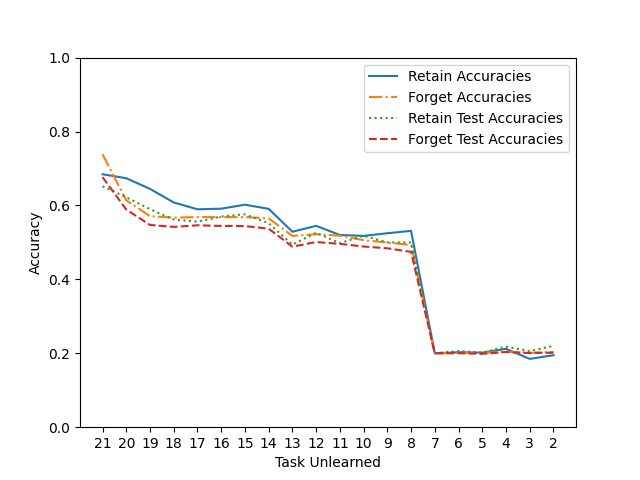 1.0
0.8
0.6
0.4
0.2
0.0
Accuracy
Retain Accuracies
Forget Accuracies
Retain Test Accuracies
Forget Test Accuracies
21 20 19 18 17 16 15 14 13 12 11 10 9 8 7 6 5 4 3 2
Task Unlearned